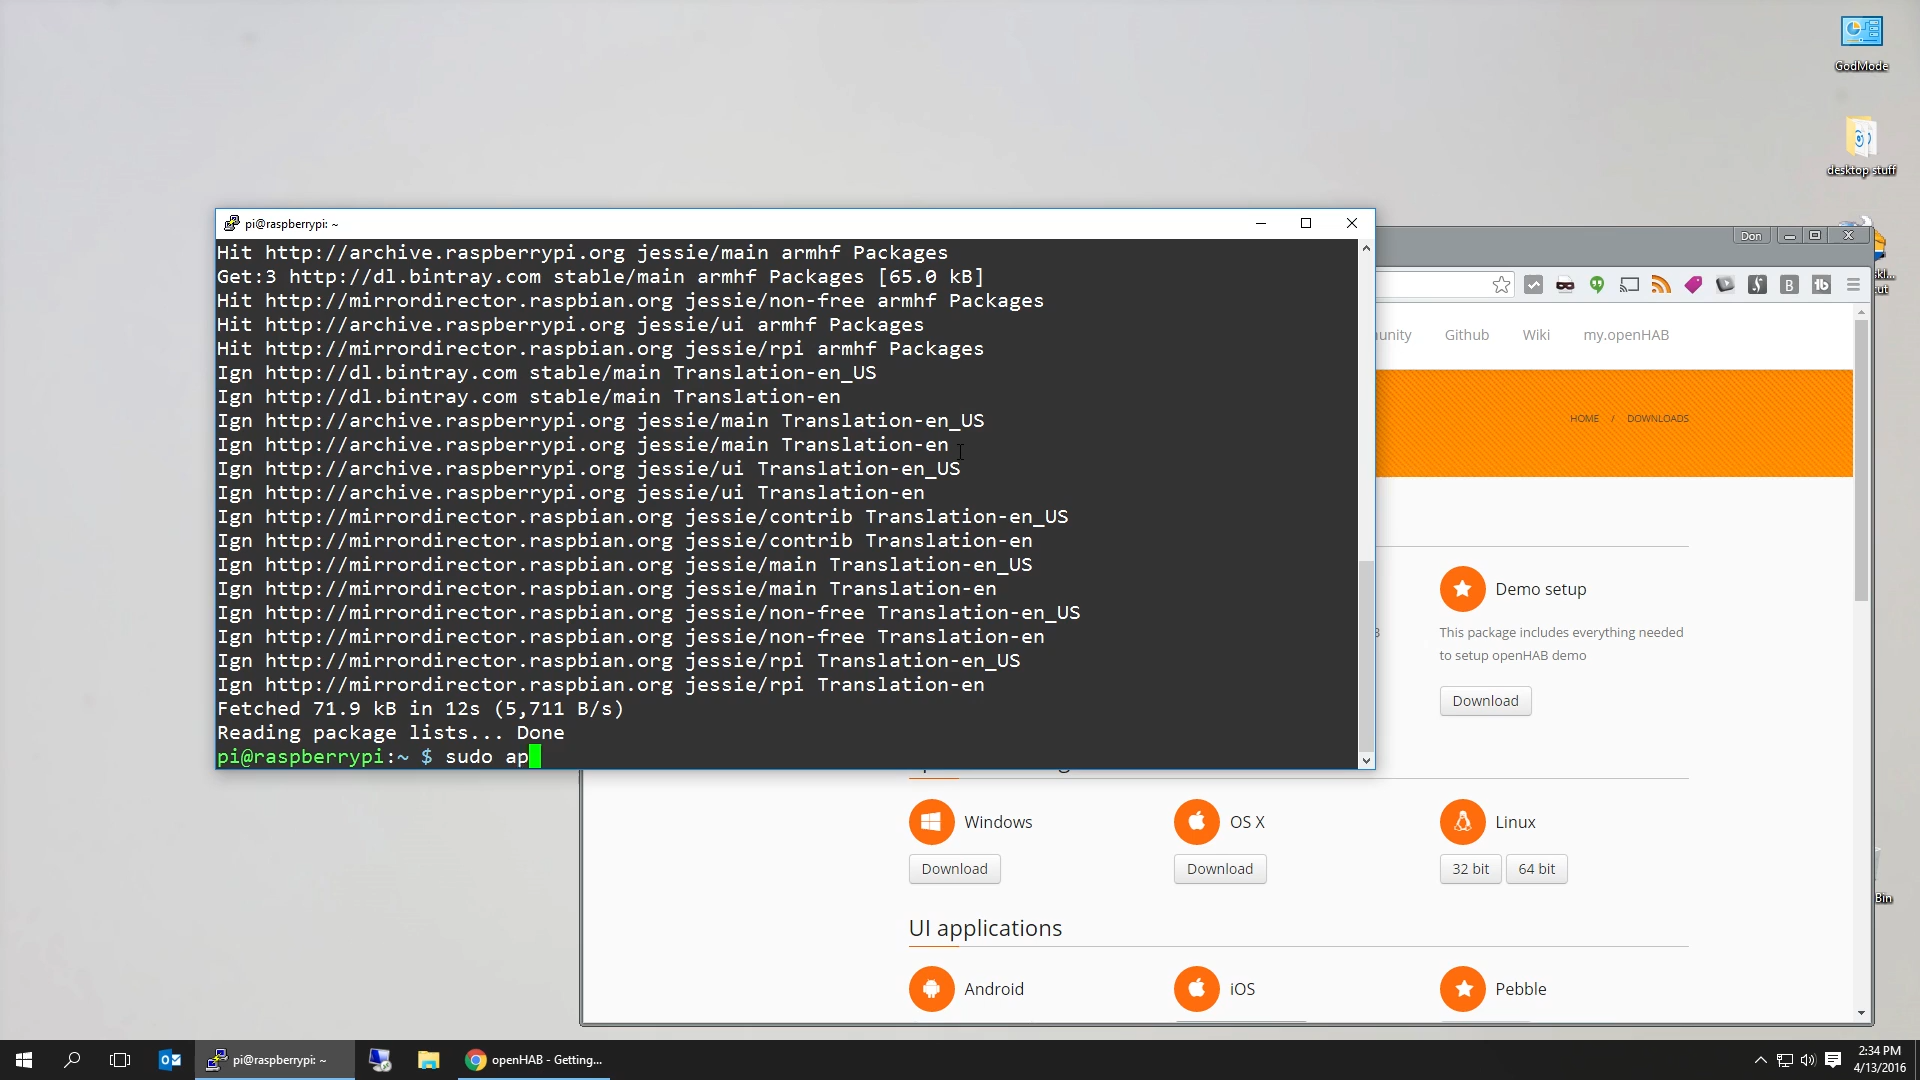 GodMode
desktop stuff
pi@raspberrypi: ~
Hit http://archive.raspberrypi.org jessie/main armhf Packages
Get:3 http://dl.bintray.com stable/main armhf Packages [65.0 kB]
Hit http://mirrordirector.raspbian.org jessie/non-free armhf Packages
Hit http://archive.raspberrypi.org jessie/ui armhf Packages
Hit http://mirrordirector.raspbian.org jessie/rpi armhf Packages
Ign http://dl.bintray.com stable/main Translation-en_US
Ign http://dl.bintray.com stable/main Translation-en
Ign http://archive.raspberrypi.org jessie/main Translation-en_US
Ign http://archive.raspberrypi.org jessie/main Translation-en
Ign http://archive.raspberrypi.org jessie/ui Translation-en_US
Ign http://archive.raspberrypi.org jessie/ui Translation-en
Ign http://mirrordirector.raspbian.org jessie/contrib Translation-en_US
Ign http://mirrordirector.raspbian.org jessie/contrib Translation-en
Ign http://mirrordirector.raspbian.org jessie/main Translation-en_US
Ign http://mirrordirector.raspbian.org jessie/main Translation-en
Ign http://mirrordirector.raspbian.org jessie/non-free Translation-en_US
Ign http://mirrordirector.raspbian.org jessie/non-free Translation-en
Ign http://mirrordirector.raspbian.org jessie/rpi Translation-en_US
Ign http://mirrordirector.raspbian.org jessie/rpi Translation-en
Fetched 71.9 kB in 12s (5,711 B/s)
Reading package lists... Done
pi@raspberrypi:~ $ sudo ap
Don
B
Github Wiki my.openHAB
HOME / DOWNLOADS
Demo setup
This package includes everything needed
to setup openHAB demo
Download
Windows OS X Linux
Download Download 32 bit 64 bit
UI applications
Android iOS Pebble
Bin
pi@raspberrypi: ~
openHAB - Getting...
2:34 PM
4/13/2016